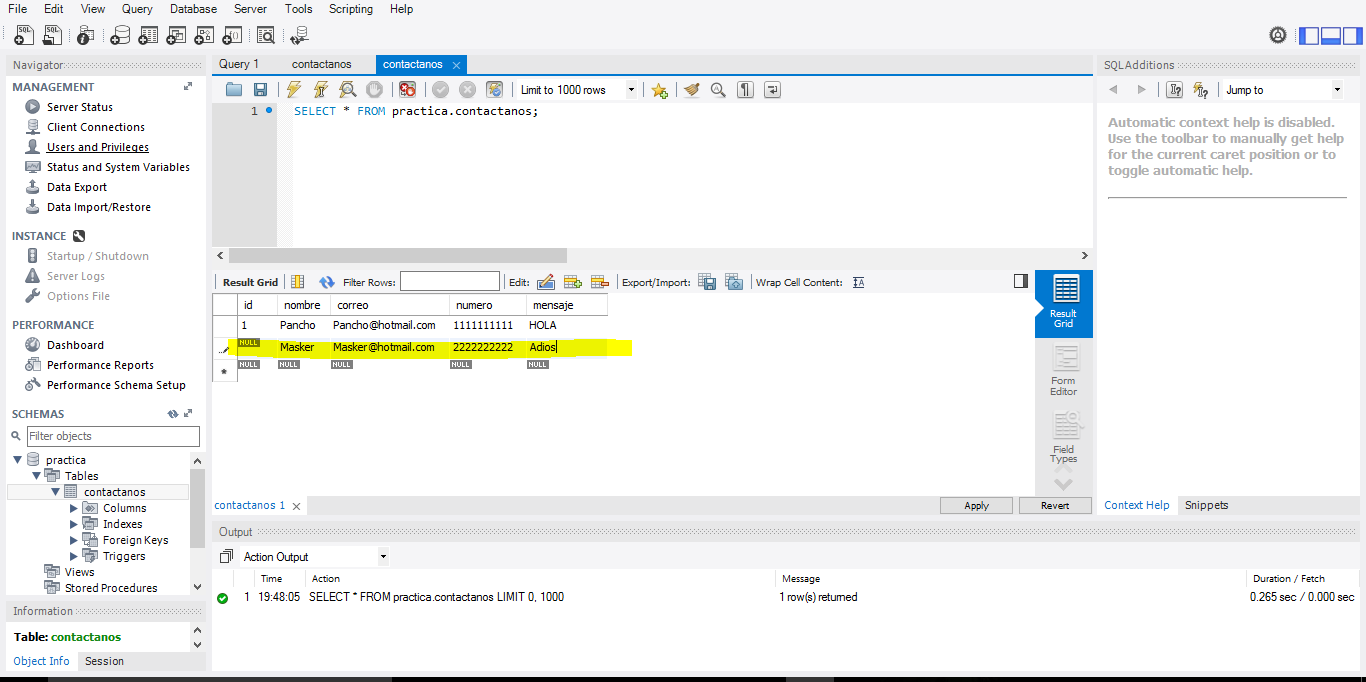 File Edit View Query Database Server Tools Scripting Help
Navigator
MANAGEMENT
Server Status
Client Connections
Users and Privileges
Status and System Variables
Data Export
Data Import/Restore
INSTANCE
Startup / Shutdown
Server Logs
Options File
PERFORMANCE
Dashboard
Performance Reports
Performance Schema Setup
SCHEMAS
Filter objects
practica
Tables
contactanos
Columns
Indexes
Foreign Keys
Triggers
Views
Stored Procedures
Information
Table: contactanos
Object Info Session
Query 1 contactanos contactanos
Limit to 1000 rows
1 SELECT * FROM practica.contactanos;
Result Grid Filter Rows: Edit: Export/Import: Wrap Cell Content:
id nombre correo numero mensaje
1 Pancho Pancho@hotmail.com 1111111111 HOLA
NULL Masker Masker@hotmail.com 2222222222 Adios
NULL NULL NULL NULL NULL
Result
Grid
Form
Editor
Field
Types
contactanos 1 Apply Revert
SQLAdditions
Jump to
Automatic context help is disabled.
Use the toolbar to manually get help
for the current caret position or to
toggle automatic help.
Context Help Snippets
Output
Action Output
Time Action Message Duration / Fetch
1 19:48:05 SELECT * FROM practica.contactanos LIMIT 0, 1000 1 row(s) returned 0.265 sec / 0.000 sec